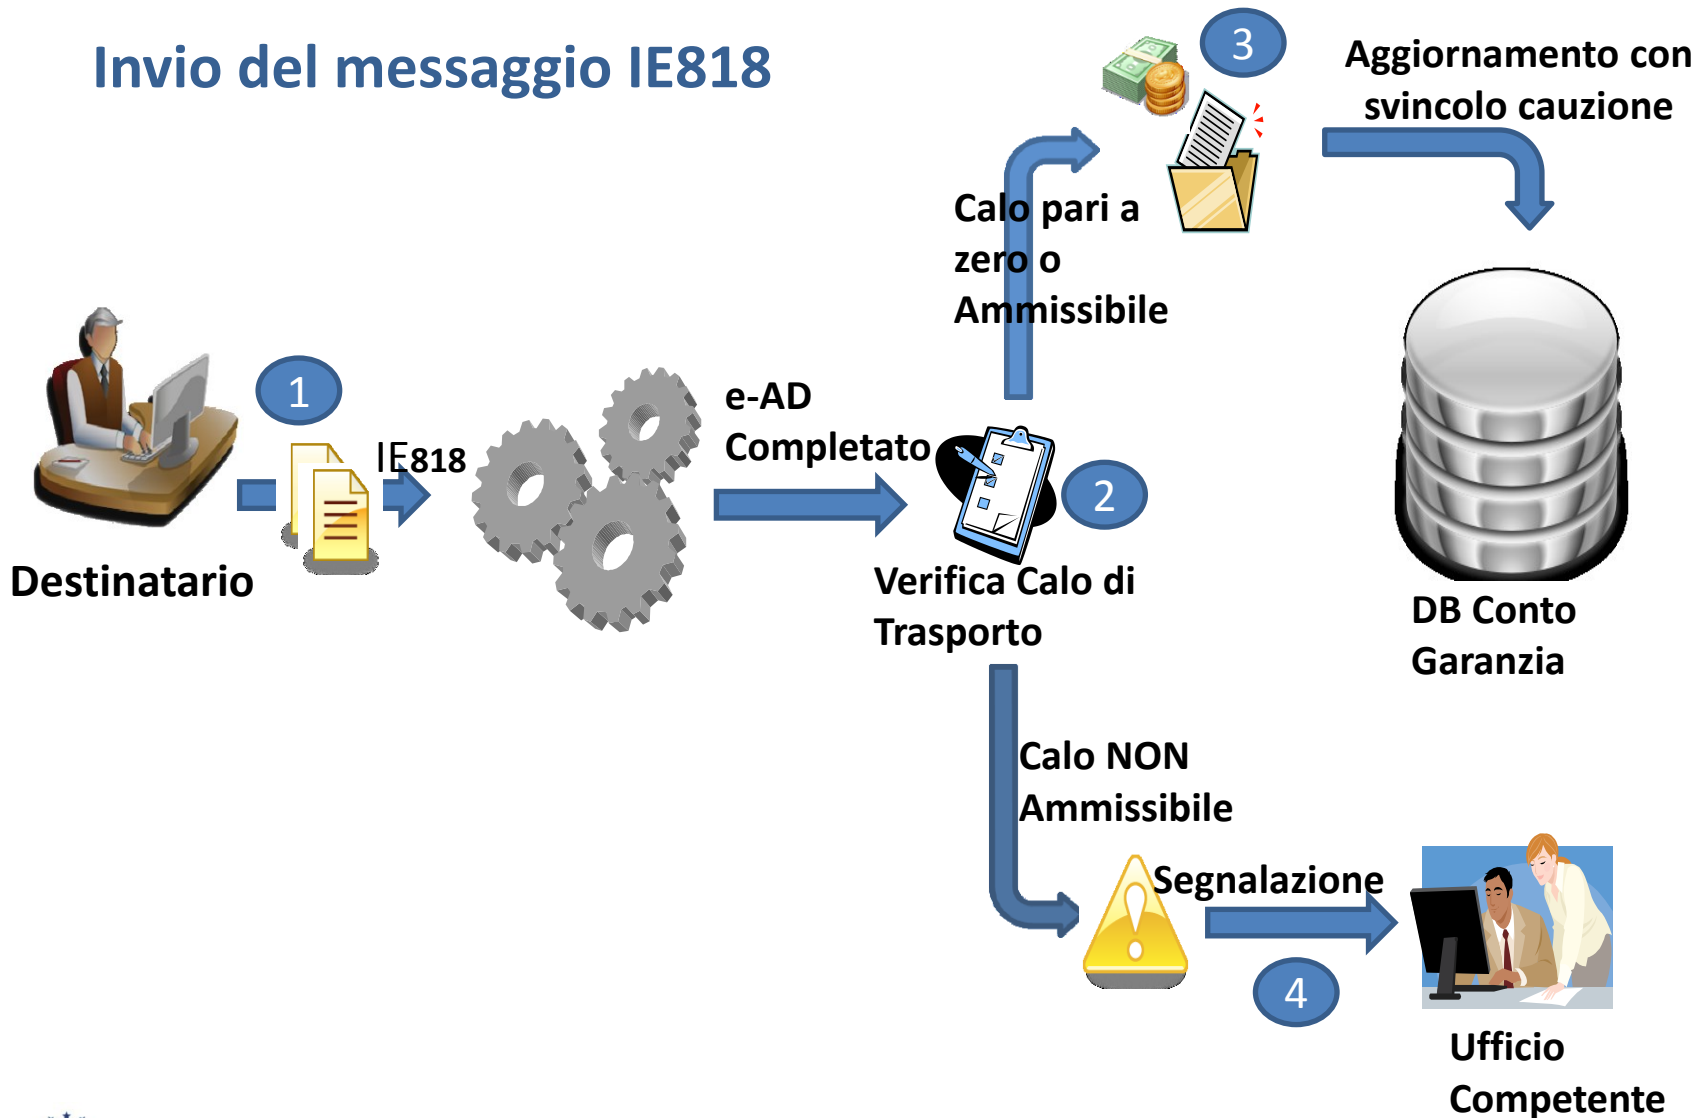 Invio del messaggio IE818
3
Aggiornamento con
svincolo cauzione
Calo pari a
zero o
Ammissibile
1
IE818
e-AD
Completato
2
Destinatario
Verifica Calo di
Trasporto
DB Conto
Garanzia
Calo NON
Ammissibile
Segnalazione
4
Ufficio
Competente